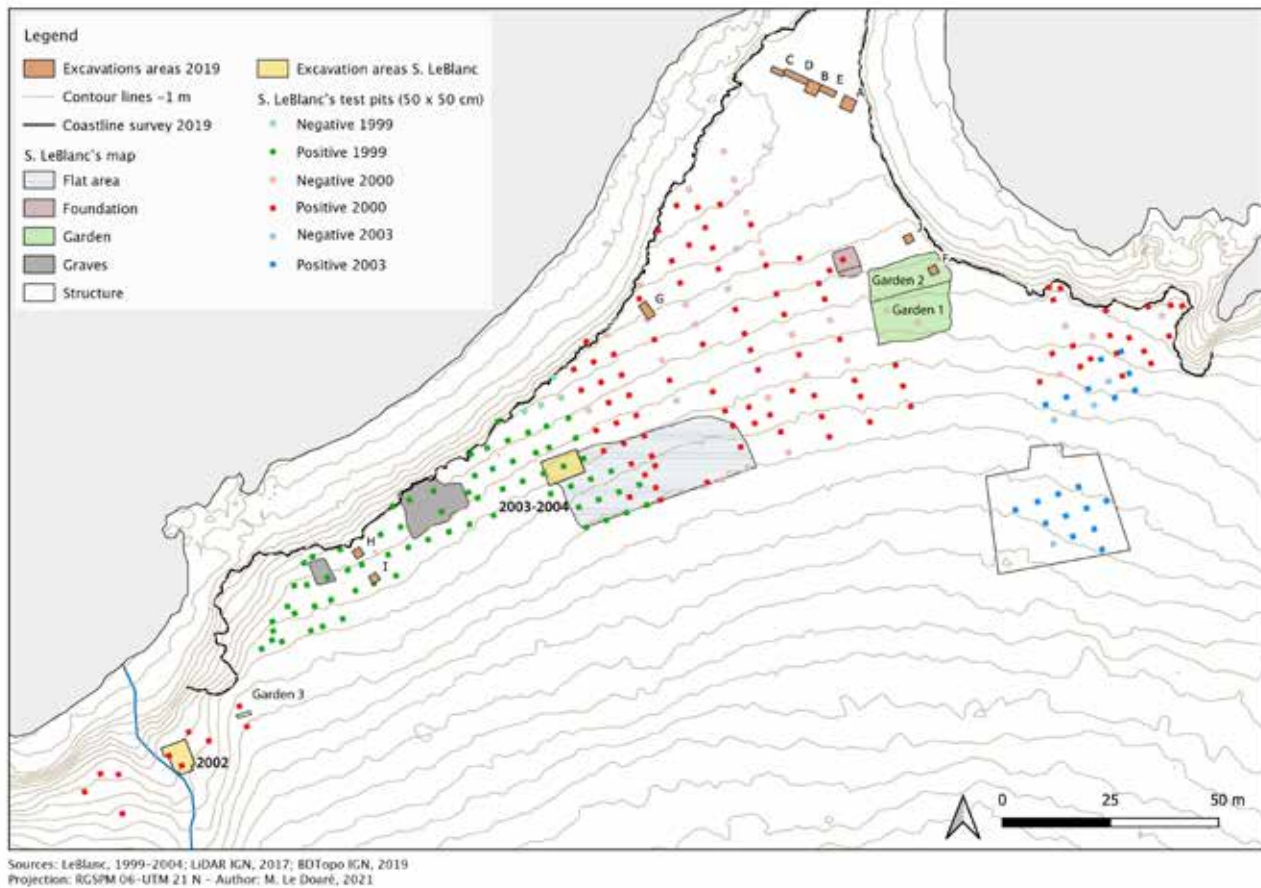 Legend
Excavations areas 2019
Contour lines ~1 m
Coastline survey 2019
S. LeBlanc's map
Flat area
Foundation
Garden
Graves
Structure
Excavation areas S. LeBlanc
S. LeBlanc's test pits (50 x 50 cm)
Negative 1999
Positive 1999
Negative 2000
Positive 2000
Negative 2003
Positive 2003
C
D
B
E
A
J
F
Garden 2
Garden 1
G
2003-2004
H
I
Garden 3
2002
0 25 50 m
Sources: LeBlanc, 1999-2004; LiDAR IGN, 2017; BDTopo IGN, 2019
Projection: RGSPM 06-UTM 21 N - Author: M. Le Doaré, 2021